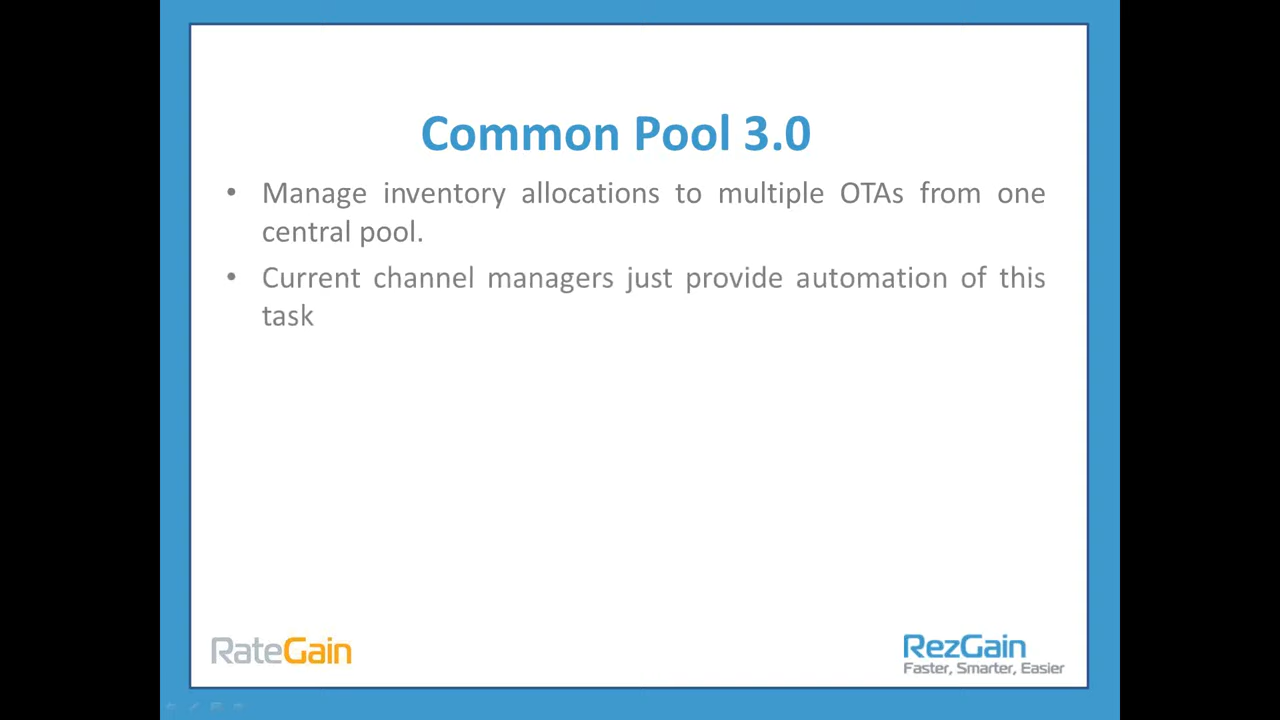 Common Pool 3.0
• Manage inventory allocations to multiple OTAs from one
central pool.
• Current channel managers just provide automation of this
task
RateGain
RezGain
Faster, Smarter, Easier